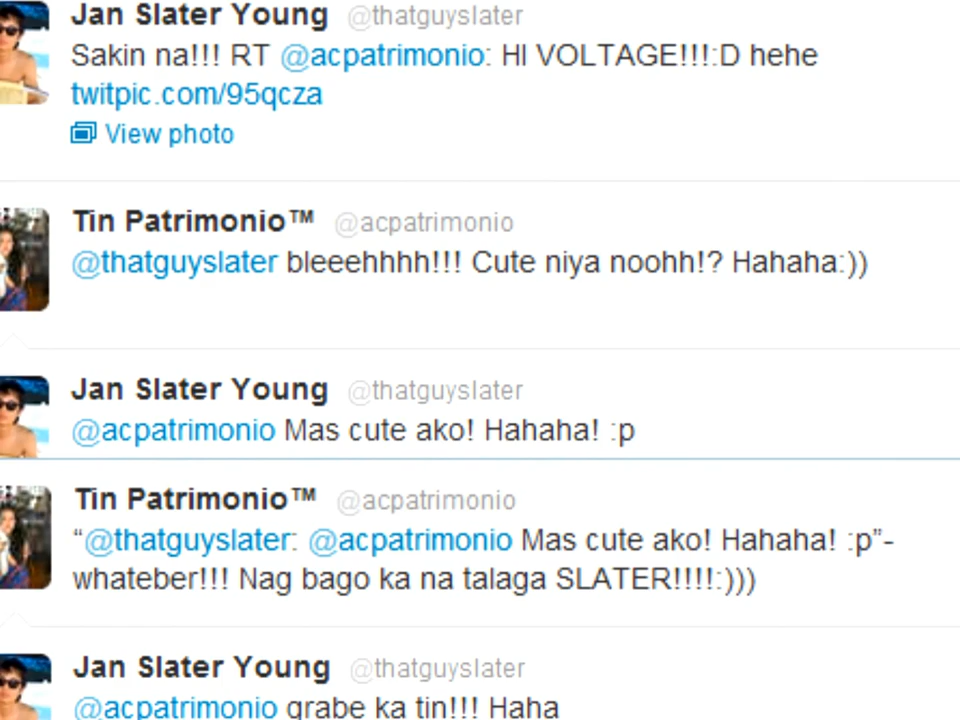 Jan Slater Young @thatguyslater
Sakin na!!! RT @acpatrimonio: HI VOLTAGE!!!:D hehe
twitpic.com/95qcza
View photo
Tin Patrimonio™ @acpatrimonio
@thatguyslater bleeehhhh!!! Cute niya noohh!? Hahaha:))
Jan Slater Young @thatguyslater
@acpatrimonio Mas cute ako! Hahaha! :p
Tin Patrimonio™ @acpatrimonio
“@thatguyslater: @acpatrimonio Mas cute ako! Hahaha! :p”-
whateber!!! Nag bago ka na talaga SLATER!!!!:)))
Jan Slater Young @thatguyslater
@acpatrimonio grabe ka tin!!! Haha